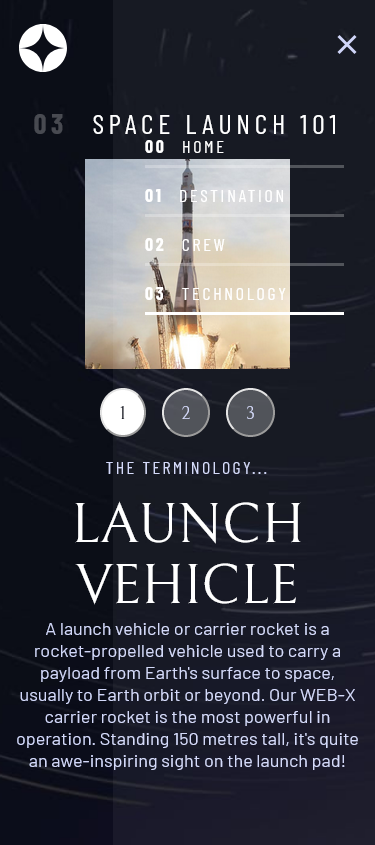 03 SPACE LAUNCH 101
00 HOME
01 DESTINATION
02 CREW
03 TECHNOLOGY
1 2 3
THE TERMINOLOGY...
LAUNCH
VEHICLE
A launch vehicle or carrier rocket is a
rocket-propelled vehicle used to carry a
payload from Earth's surface to space,
usually to Earth orbit or beyond. Our WEB-X
carrier rocket is the most powerful in
operation. Standing 150 metres tall, it's quite
an awe-inspiring sight on the launch pad!